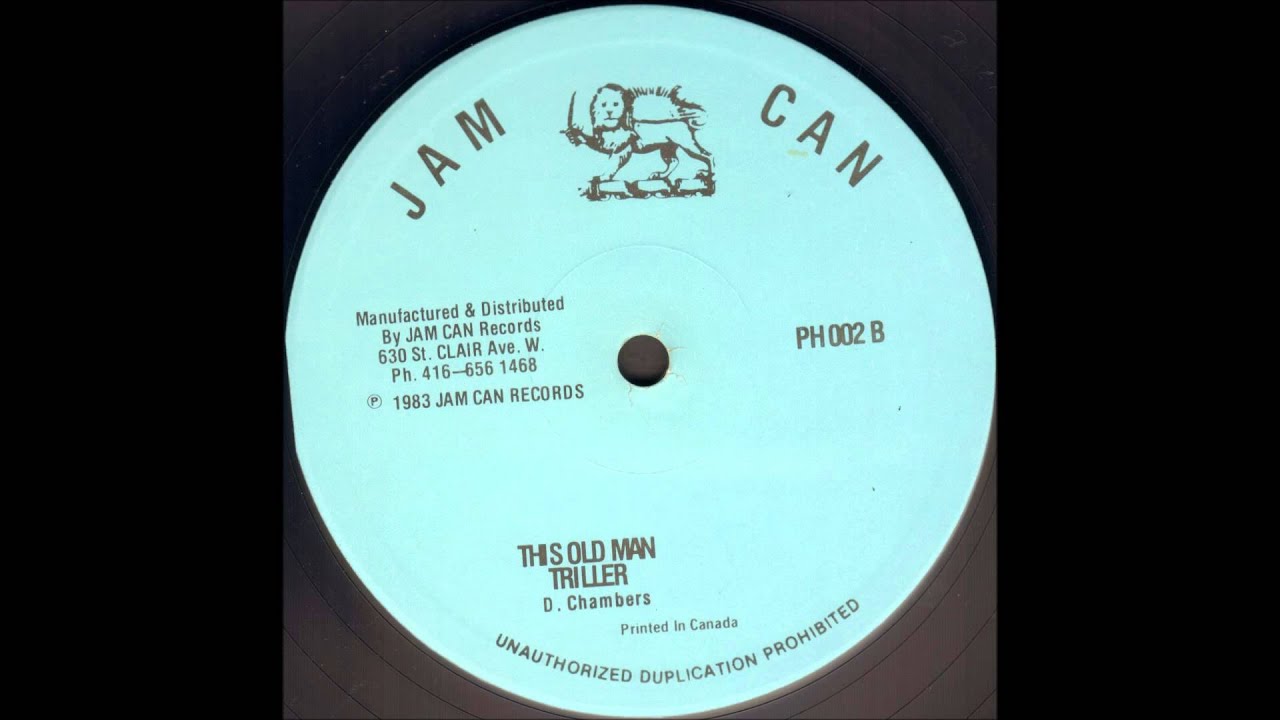 JAM CAN
Manufactured & Distributed
By JAM CAN Records
630 St. CLAIR Ave. W.
Ph. 416–656 1468
℗ 1983 JAM CAN RECORDS
PH 002 B
THIS OLD MAN
TRILLER
D. Chambers
Printed In Canada
UNAUTHORIZED DUPLICATION PROHIBITED